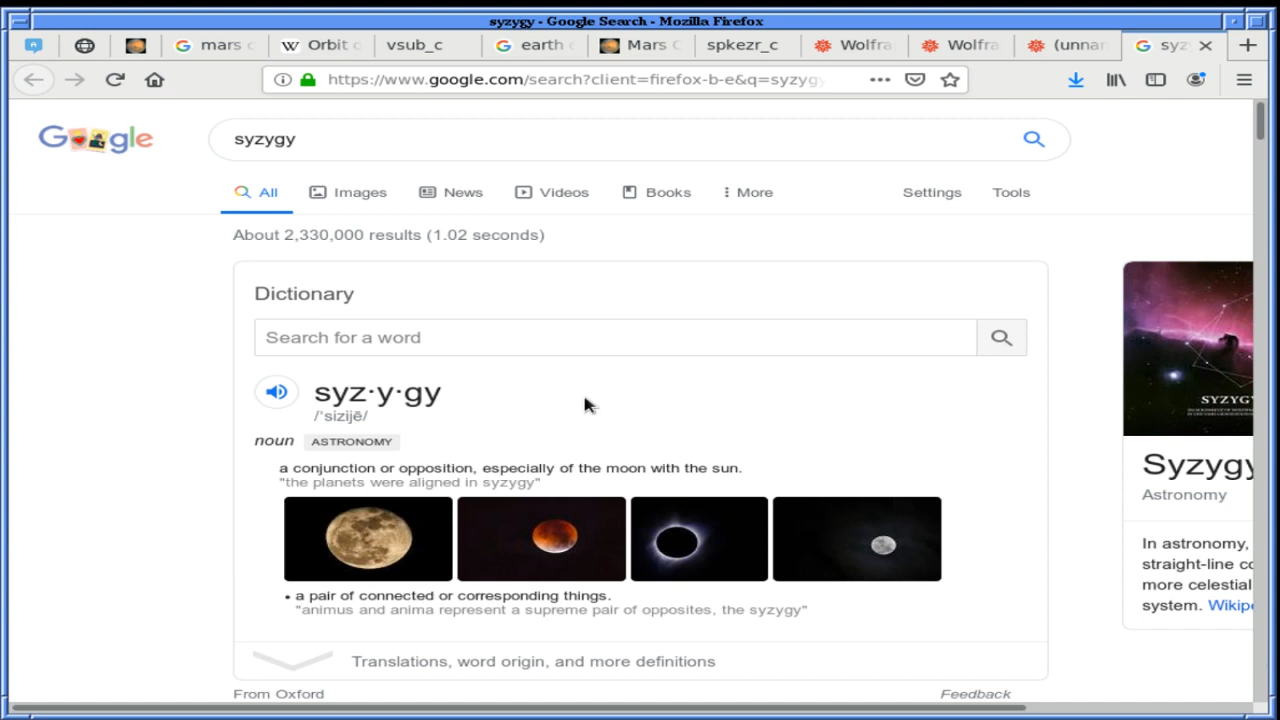 syzygy - Google Search - Mozilla Firefox
mars c
Orbit c
vsub_c
earth
Mars C
spkezr_c
Wolfra
Wolfra
(unnar
syz
https://www.google.com/search?client=firefox-b-e&q=syzygy
Google
syzygy
All
Images
News
Videos
Books
More
Settings
Tools
About 2,330,000 results (1.02 seconds)
Dictionary
Search for a word
syz·y·gy
/ˈsizijē/
noun ASTRONOMY
a conjunction or opposition, especially of the moon with the sun.
"the planets were aligned in syzygy"
• a pair of connected or corresponding things.
"animus and anima represent a supreme pair of opposites, the syzygy"
Translations, word origin, and more definitions
From Oxford
Feedback
SYZYGY
Syzygy
Astronomy
In astronomy,
straight-line co
more celestial
system. Wikipe